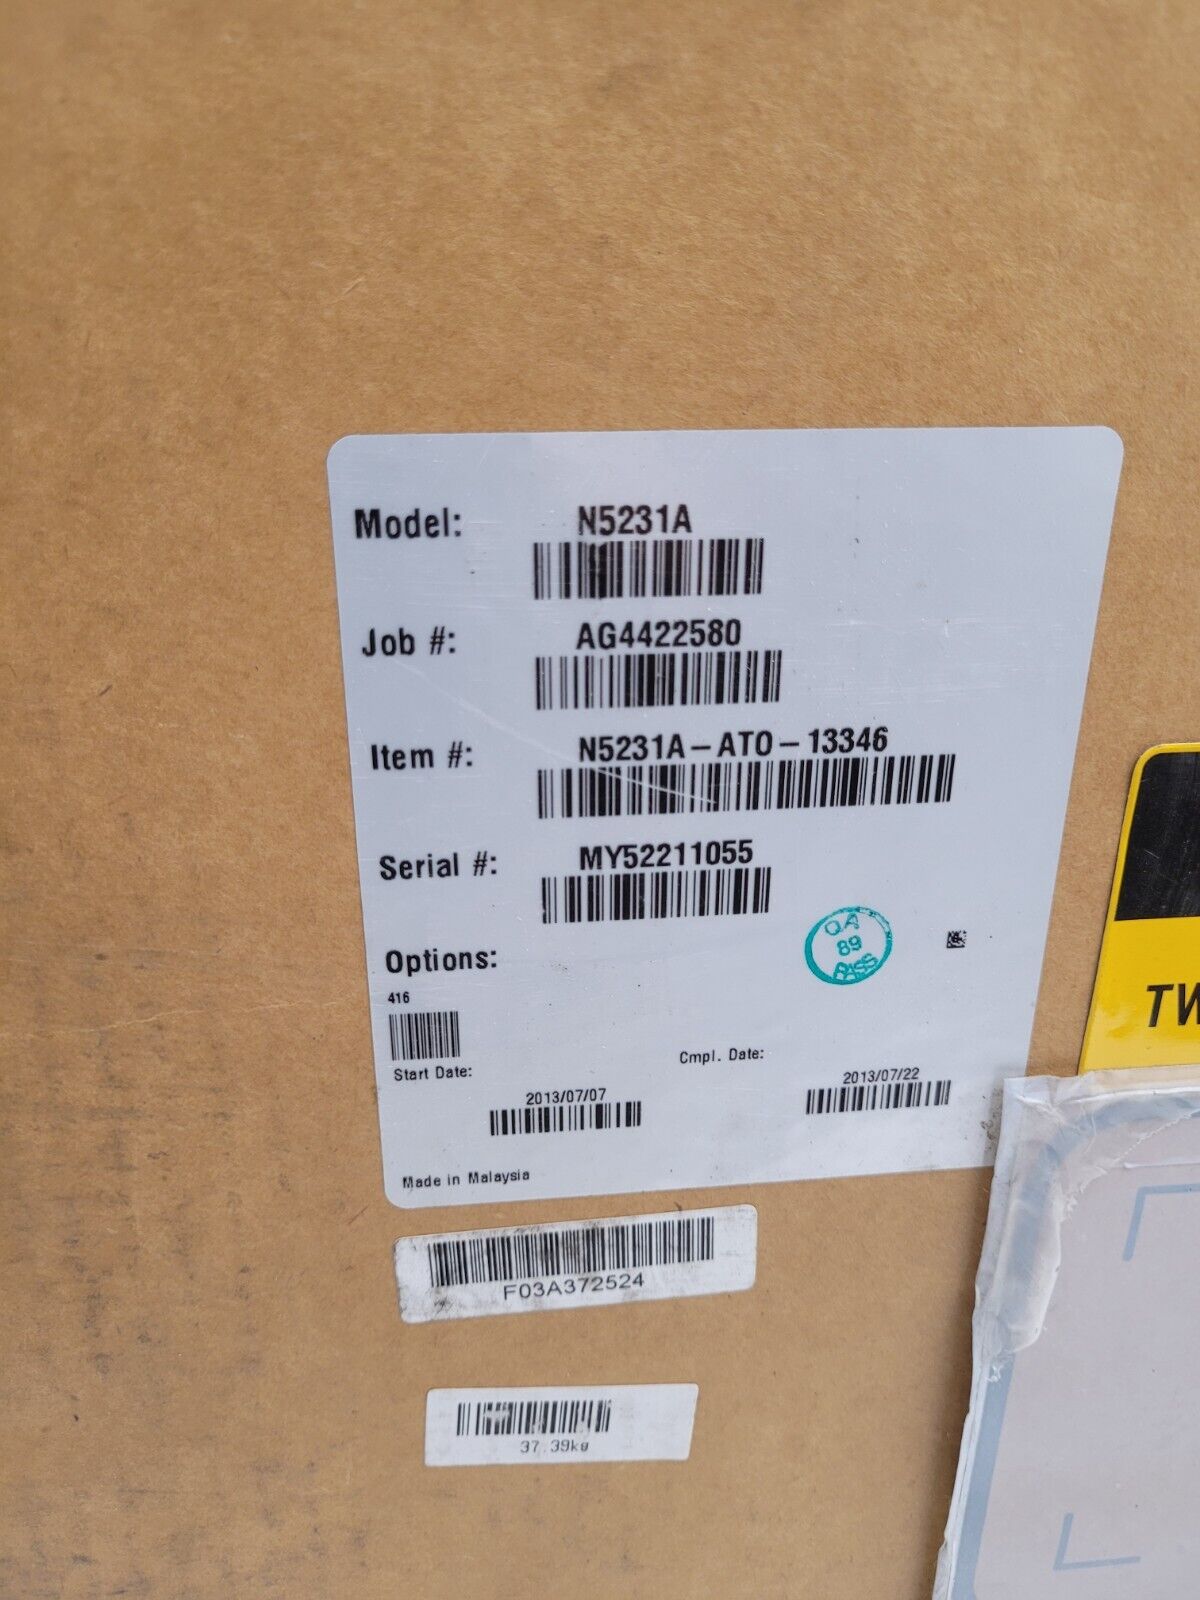 Model: N5231A
Job #: AG4422580
Item #: N5231A-ATO-13346
Serial #: MY52211055
Options:
QA
89
PASS
416
Start Date: Cmpl. Date:
2013/07/07 2013/07/22
Made in Malaysia
F03A372524
37.39kg
TW